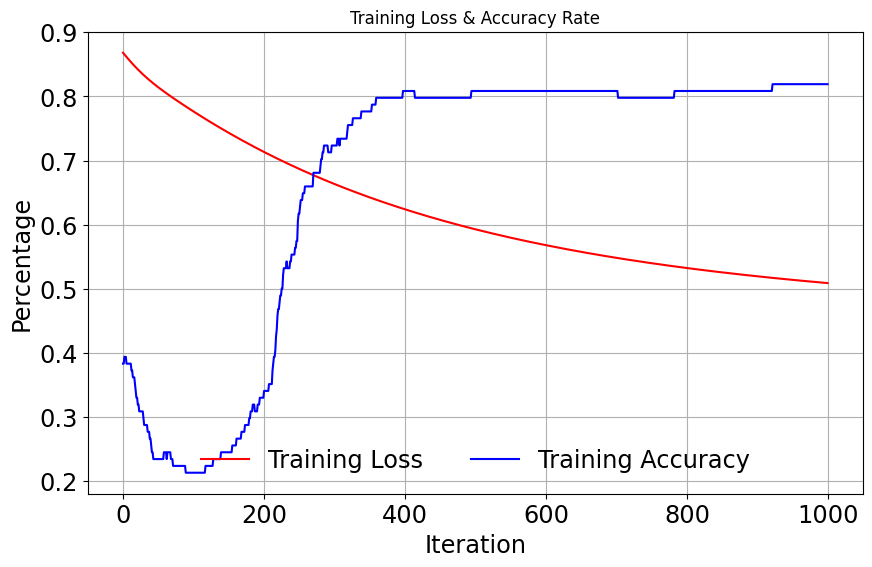 Training Loss & Accuracy Rate
0.9
0.8
0.7
0.6
0.5
0.4
0.3
0.2
Percentage
Training Loss
Training Accuracy
0 200 400 600 800 1000
Iteration